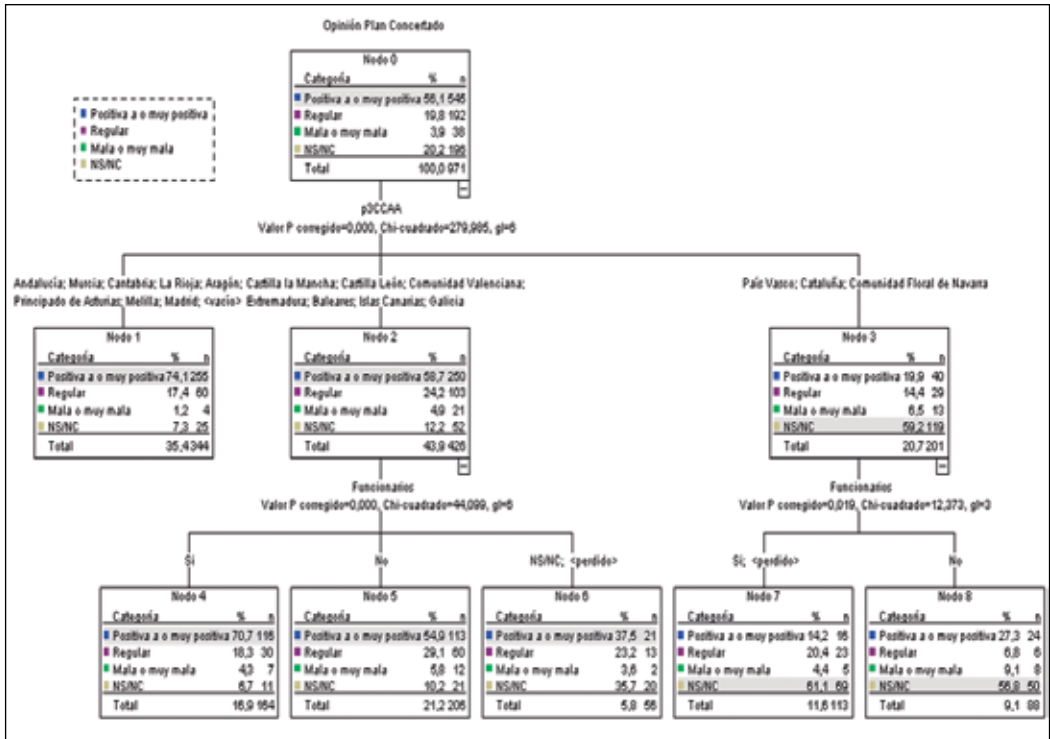 Opinión Plan Concertado
Nodo 0
Categoría % n
Positiva a o muy positiva 56,1 545
Regular 19,8 192
Mala o muy mala 3,9 38
NS/NC 20,2 196
Total 100,0 971
Positiva a o muy positiva
Regular
Mala o muy mala
NS/NC
p3CCAA
Valor P corregido=0,000, Chi-cuadrado=279,985, gl=6
Andalucía; Murcia; Cantabria; La Rioja; Aragón; Castilla la Mancha; Castilla León; Comunidad Valenciana;
Principado de Asturias; Melilla; Madrid; <vacío> Extremadura; Baleares; Islas Canarias; Galicia
País Vasco; Cataluña; Comunidad Floral de Navarra
Nodo 1
Categoría % n
Positiva a o muy positiva 74,1 255
Regular 17,4 60
Mala o muy mala 1,2 4
NS/NC 7,3 25
Total 35,4 344
Nodo 2
Categoría % n
Positiva a o muy positiva 58,7 250
Regular 24,2 103
Mala o muy mala 4,9 21
NS/NC 12,2 52
Total 43,9 426
Nodo 3
Categoría % n
Positiva a o muy positiva 19,9 40
Regular 14,4 29
Mala o muy mala 6,5 13
NS/NC 59,2 119
Total 20,7 201
Funcionarios
Valor P corregido=0,000, Chi-cuadrado=44,099, gl=6
Funcionarios
Valor P corregido=0,019, Chi-cuadrado=12,373, gl=3
Sí
No
NS/NC; <perdido>
Sí; <perdido>
No
Nodo 4
Categoría % n
Positiva a o muy positiva 70,7 116
Regular 18,3 30
Mala o muy mala 4,3 7
NS/NC 6,7 11
Total 16,9 164
Nodo 5
Categoría % n
Positiva a o muy positiva 54,9 113
Regular 29,1 60
Mala o muy mala 5,8 12
NS/NC 10,2 21
Total 21,2 206
Nodo 6
Categoría % n
Positiva a o muy positiva 37,5 21
Regular 23,2 13
Mala o muy mala 3,6 2
NS/NC 35,7 20
Total 5,8 56
Nodo 7
Categoría % n
Positiva a o muy positiva 14,2 16
Regular 20,4 23
Mala o muy mala 4,4 5
NS/NC 61,1 69
Total 11,6 113
Nodo 8
Categoría % n
Positiva a o muy positiva 27,3 24
Regular 6,8 6
Mala o muy mala 9,1 8
NS/NC 56,8 50
Total 9,1 88